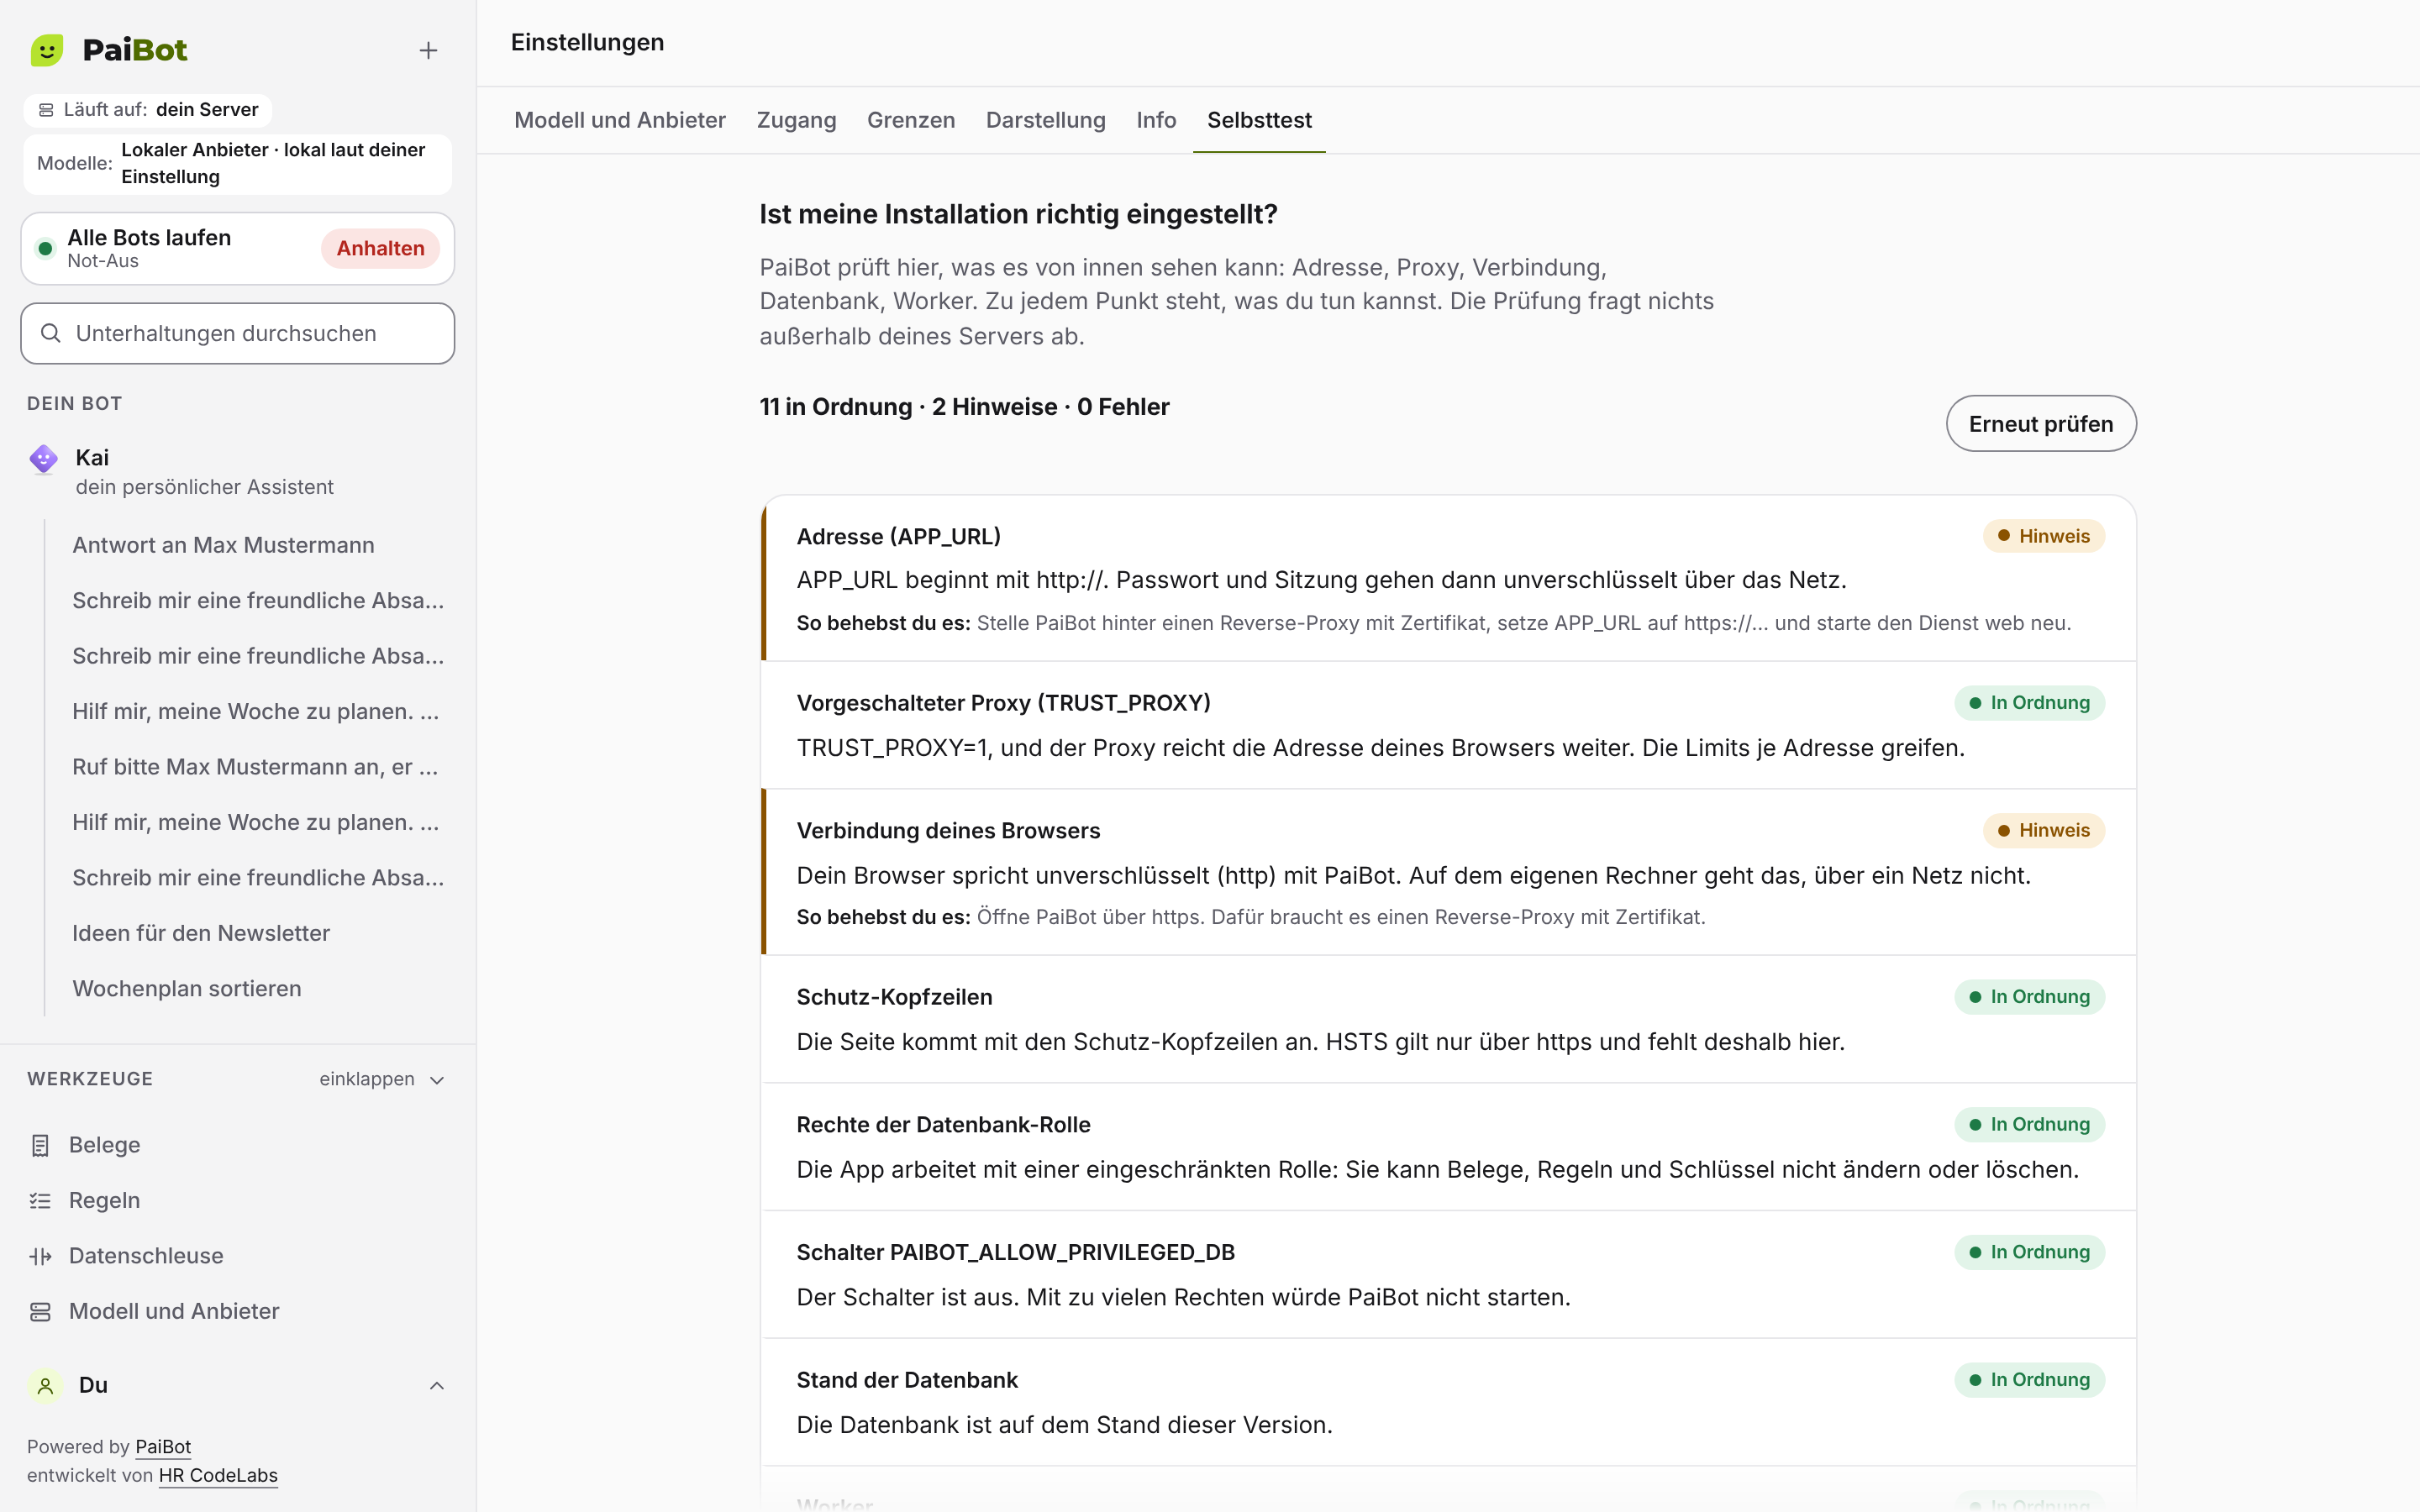 PaiBot
Läuft auf: dein Server
Modelle: Lokaler Anbieter · lokal laut deiner
Einstellung
Alle Bots laufen
Not-Aus
Anhalten
Unterhaltungen durchsuchen
DEIN BOT
Kai
dein persönlicher Assistent
Antwort an Max Mustermann
Schreib mir eine freundliche Absa...
Schreib mir eine freundliche Absa...
Hilf mir, meine Woche zu planen. ...
Ruf bitte Max Mustermann an, er ...
Hilf mir, meine Woche zu planen. ...
Schreib mir eine freundliche Absa...
Ideen für den Newsletter
Wochenplan sortieren
WERKZEUGE
einklappen
Belege
Regeln
Datenschleuse
Modell und Anbieter
Du
Powered by PaiBot
entwickelt von HR CodeLabs
Einstellungen
Modell und Anbieter Zugang Grenzen Darstellung Info Selbsttest
Ist meine Installation richtig eingestellt?
PaiBot prüft hier, was es von innen sehen kann: Adresse, Proxy, Verbindung,
Datenbank, Worker. Zu jedem Punkt steht, was du tun kannst. Die Prüfung fragt nichts
außerhalb deines Servers ab.
11 in Ordnung · 2 Hinweise · 0 Fehler
Erneut prüfen
Adresse (APP_URL)
Hinweis
APP_URL beginnt mit http://. Passwort und Sitzung gehen dann unverschlüsselt über das Netz.
So behebst du es: Stelle PaiBot hinter einen Reverse-Proxy mit Zertifikat, setze APP_URL auf https://... und starte den Dienst web neu.
Vorgeschalteter Proxy (TRUST_PROXY)
In Ordnung
TRUST_PROXY=1, und der Proxy reicht die Adresse deines Browsers weiter. Die Limits je Adresse greifen.
Verbindung deines Browsers
Hinweis
Dein Browser spricht unverschlüsselt (http) mit PaiBot. Auf dem eigenen Rechner geht das, über ein Netz nicht.
So behebst du es: Öffne PaiBot über https. Dafür braucht es einen Reverse-Proxy mit Zertifikat.
Schutz-Kopfzeilen
In Ordnung
Die Seite kommt mit den Schutz-Kopfzeilen an. HSTS gilt nur über https und fehlt deshalb hier.
Rechte der Datenbank-Rolle
In Ordnung
Die App arbeitet mit einer eingeschränkten Rolle: Sie kann Belege, Regeln und Schlüssel nicht ändern oder löschen.
Schalter PAIBOT_ALLOW_PRIVILEGED_DB
In Ordnung
Der Schalter ist aus. Mit zu vielen Rechten würde PaiBot nicht starten.
Stand der Datenbank
In Ordnung
Die Datenbank ist auf dem Stand dieser Version.
Worker
In Ordnung